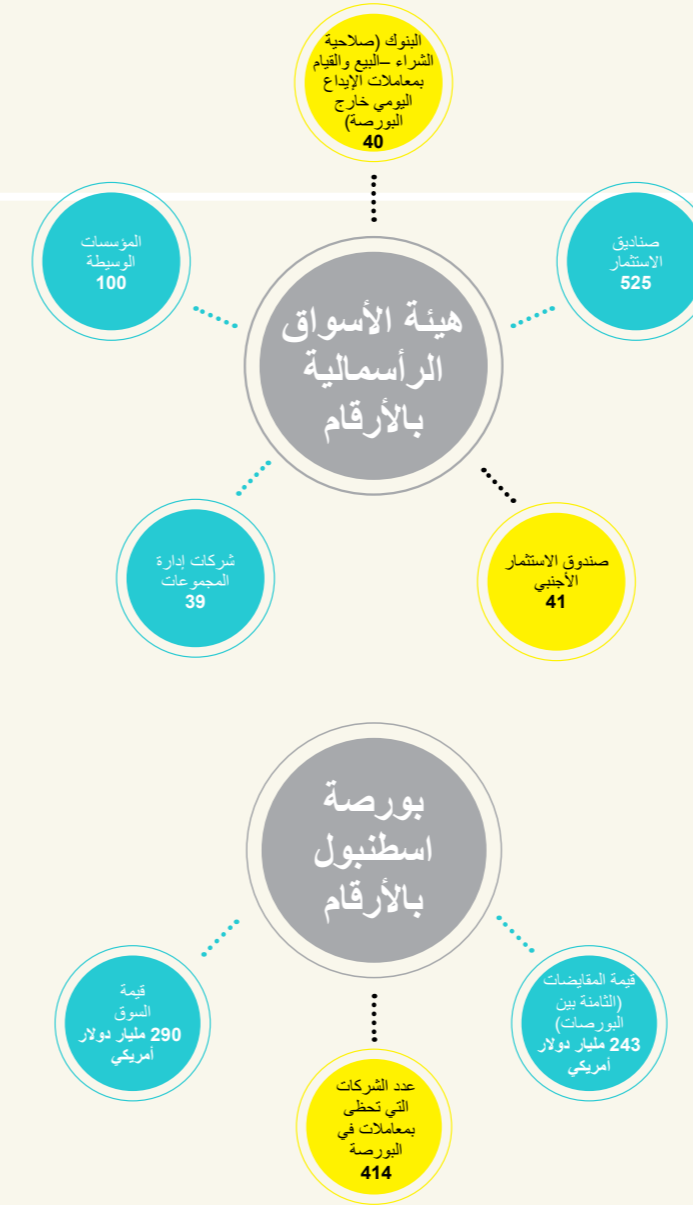 البنوك (صلاحية
الشراء –البيع والقيام
بمعاملات الإيداع
اليومي خارج
البورصة)
40
صناديق
الاستثمار
525
المؤسسات
الوسيطة
100
هيئة الأسواق
الرأسمالية
بالأرقام
صندوق الاستثمار
الأجنبي
41
شركات إدارة
المجموعات
39
بورصة
اسطنبول
بالأرقام
قيمة المقايضات
(الثامنة بين
البورصات)
243 مليار دولار
أمريكي
قيمة
السوق
290 مليار دولار
أمريكي
عدد الشركات
التي تحظى
بمعاملات في
البورصة
414